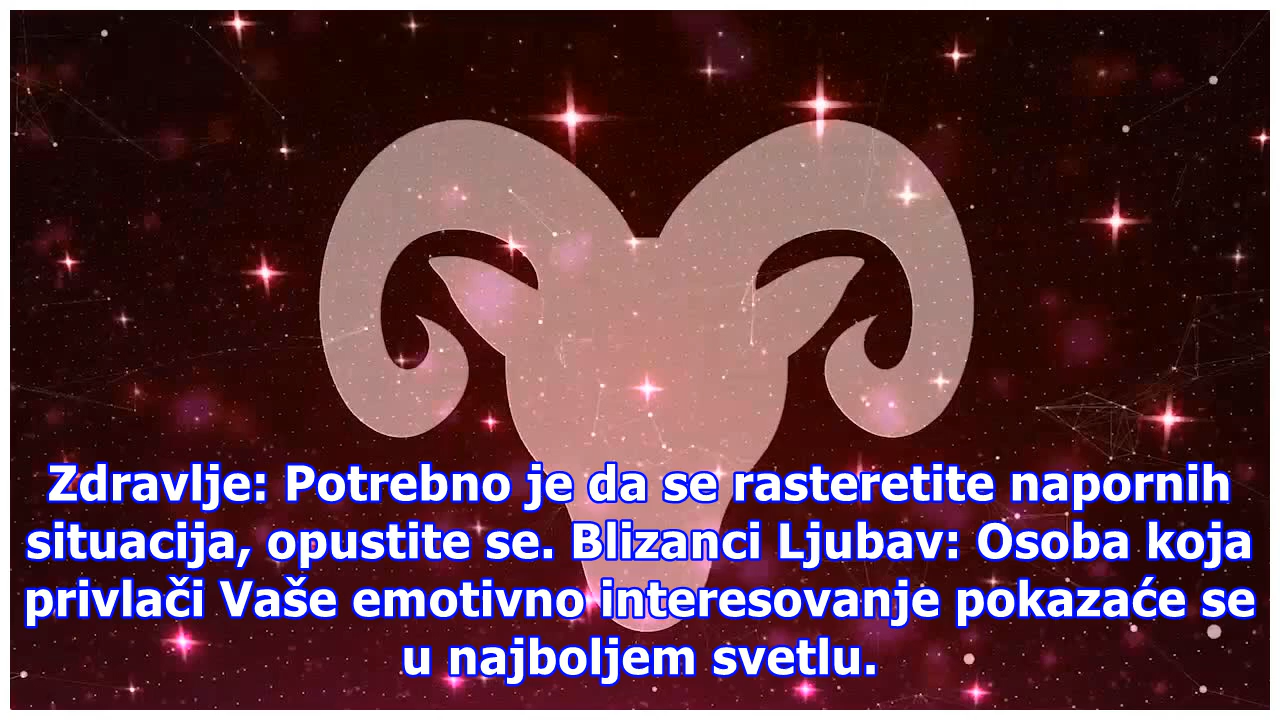 Zdravlje: Potrebno je da se rasteretite napornih
situacija, opustite se. Blizanci Ljubav: Osoba koja
privlači Vaše emotivno interesovanje pokazaće se
u najboljem svetlu.